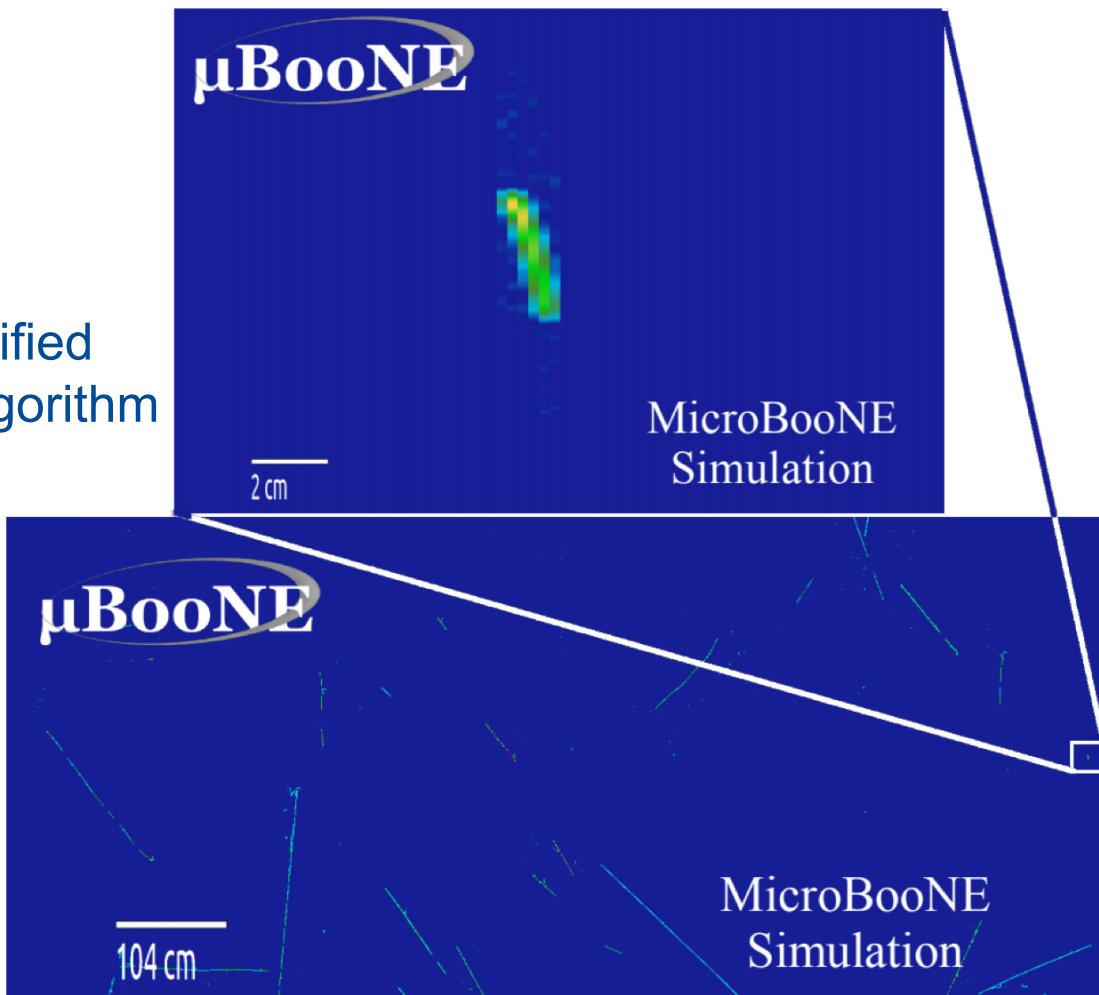 µBooNE
ified
gorithm
MicroBooNE
Simulation
2 cm
µBooNE
MicroBooNE
Simulation
104 cm